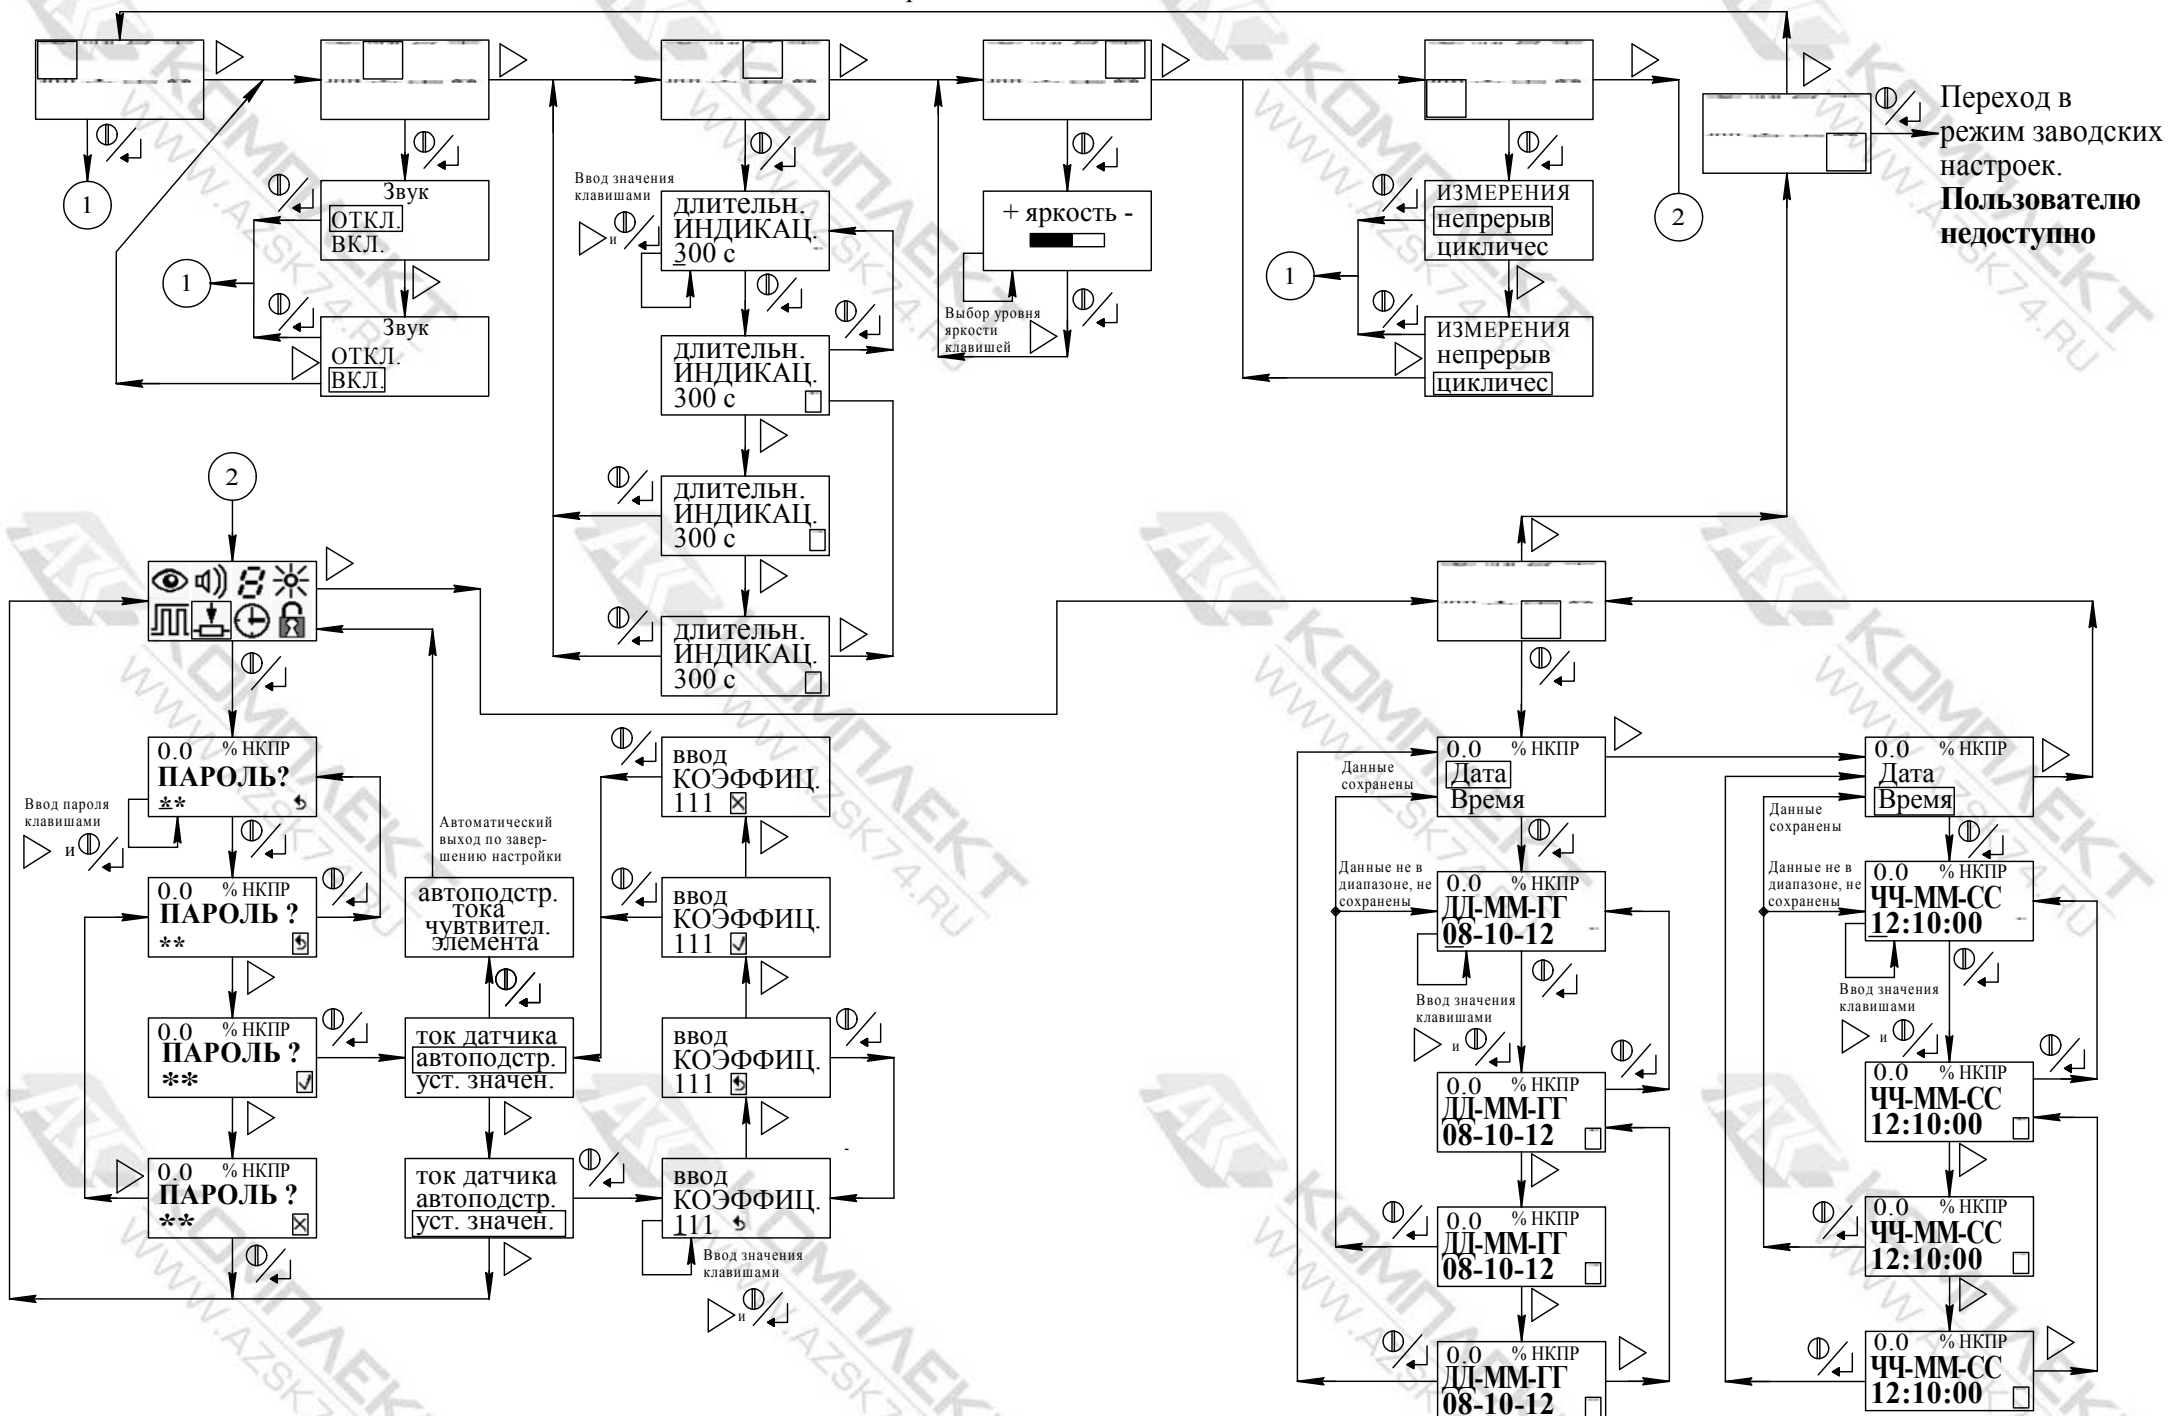 Переход в
режим заводских
настроек.
Пользователю
недоступно
1
Звук
ОТКЛ.
ВКЛ.
1
Звук
ОТКЛ.
ВКЛ.
Ввод значения
клавишами
и
длительн.
ИНДИКАЦ.
300 с
длительн.
ИНДИКАЦ.
300 с
длительн.
ИНДИКАЦ.
300 с
длительн.
ИНДИКАЦ.
300 с
+ яркость -
Выбор уровня
яркости
клавишей
ИЗМЕРЕНИЯ
непрерыв
цикличес
1
ИЗМЕРЕНИЯ
непрерыв
цикличес
2
2
0.0 % НКПР
ПАРОЛЬ?
**
Ввод пароля
клавишами
и
0.0 % НКПР
ПАРОЛЬ ?
**
0.0 % НКПР
ПАРОЛЬ ?
**
0.0 % НКПР
ПАРОЛЬ ?
**
Автоматический
выход по завер-
шению настройки
автоподстр.
тока
чувтвител.
элемента
ток датчика
автоподстр.
уст. значен.
ток датчика
автоподстр.
уст. значен.
ввод
КОЭФФИЦ.
111
ввод
КОЭФФИЦ.
111
ввод
КОЭФФИЦ.
111
ввод
КОЭФФИЦ.
111
Ввод значения
клавишами
и
0.0 % НКПР
Дата
Время
Данные
сохранены
Данные не в
диапазоне, не
сохранены
0.0 % НКПР
ДД-ММ-ГГ
08-10-12
Ввод значения
клавишами
и
0.0 % НКПР
ДД-ММ-ГГ
08-10-12
0.0 % НКПР
ДД-ММ-ГГ
08-10-12
0.0 % НКПР
ДД-ММ-ГГ
08-10-12
0.0 % НКПР
Дата
Время
Данные
сохранены
Данные не в
диапазоне, не
сохранены
0.0 % НКПР
ЧЧ-ММ-СС
12:10:00
Ввод значения
клавишами
и
0.0 % НКПР
ЧЧ-ММ-СС
12:10:00
0.0 % НКПР
ЧЧ-ММ-СС
12:10:00
0.0 % НКПР
ЧЧ-ММ-СС
12:10:00
АКС КОМПЛЕКТ
WWW.AZSK74.RU